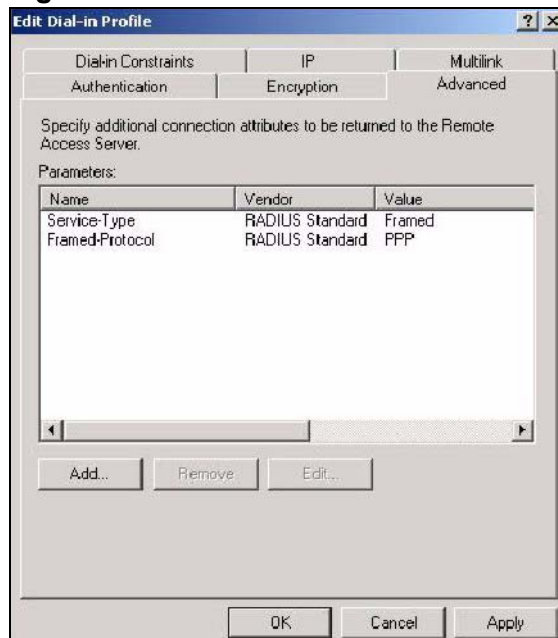 Edit Dial-in Profile
Dial-in Constraints IP Multilink
Authentication Encryption Advanced
Specify additional connection attributes to be returned to the Remote
Access Server.
Parameters:
Name Vendor Value
Service-Type RADIUS Standard Framed
Framed-Protocol RADIUS Standard PPP
Add... Remove Edit...
OK Cancel Apply